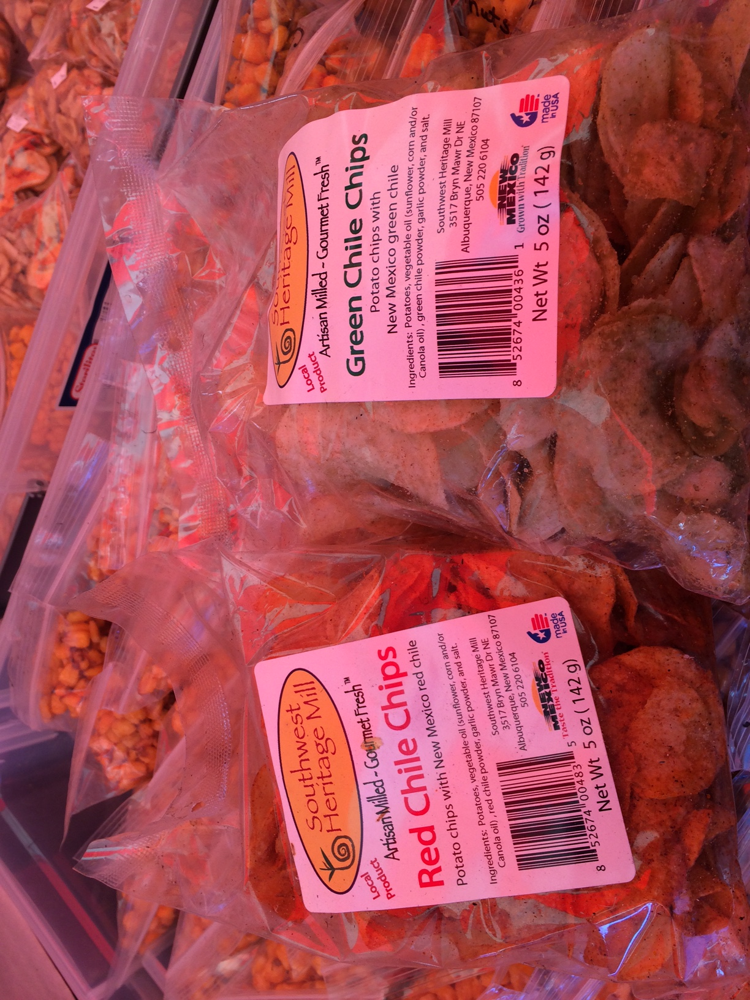 nuts
Heritage Mill
Local
Product
Artisan Milled ~ Gourmet Fresh™
Green Chile Chips
Potato chips with
New Mexico green chile
Ingredients: Potatoes, vegetable oil (sunflower, corn and/or
Canola oil) , green chile powder, garlic powder, and salt.
Southwest Heritage Mill
3517 Bryn Mawr Dr NE
Albuquerque, New Mexico 87107
505 220 6104
8 52674 00436 1
NEW
MEXICO
Grown with Tradition
made
in USA
Net Wt 5 oz ( 142 g)
Southwest
Heritage Mill
Local
Product
Artisan Milled ~ Gourmet Fresh™
Red Chile Chips
Potato chips with New Mexico red chile
Ingredients: Potatoes, vegetable oil (sunflower, corn and/or
Canola oil) , red chile powder, garlic powder, and salt.
Southwest Heritage Mill
3517 Bryn Mawr Dr NE
Albuquerque, New Mexico 87107
505 220 6104
8 52674 00483 5
NEW
MEXICO
Taste the Tradition
made
in USA
Net Wt 5 oz ( 142 g)
Sterilite